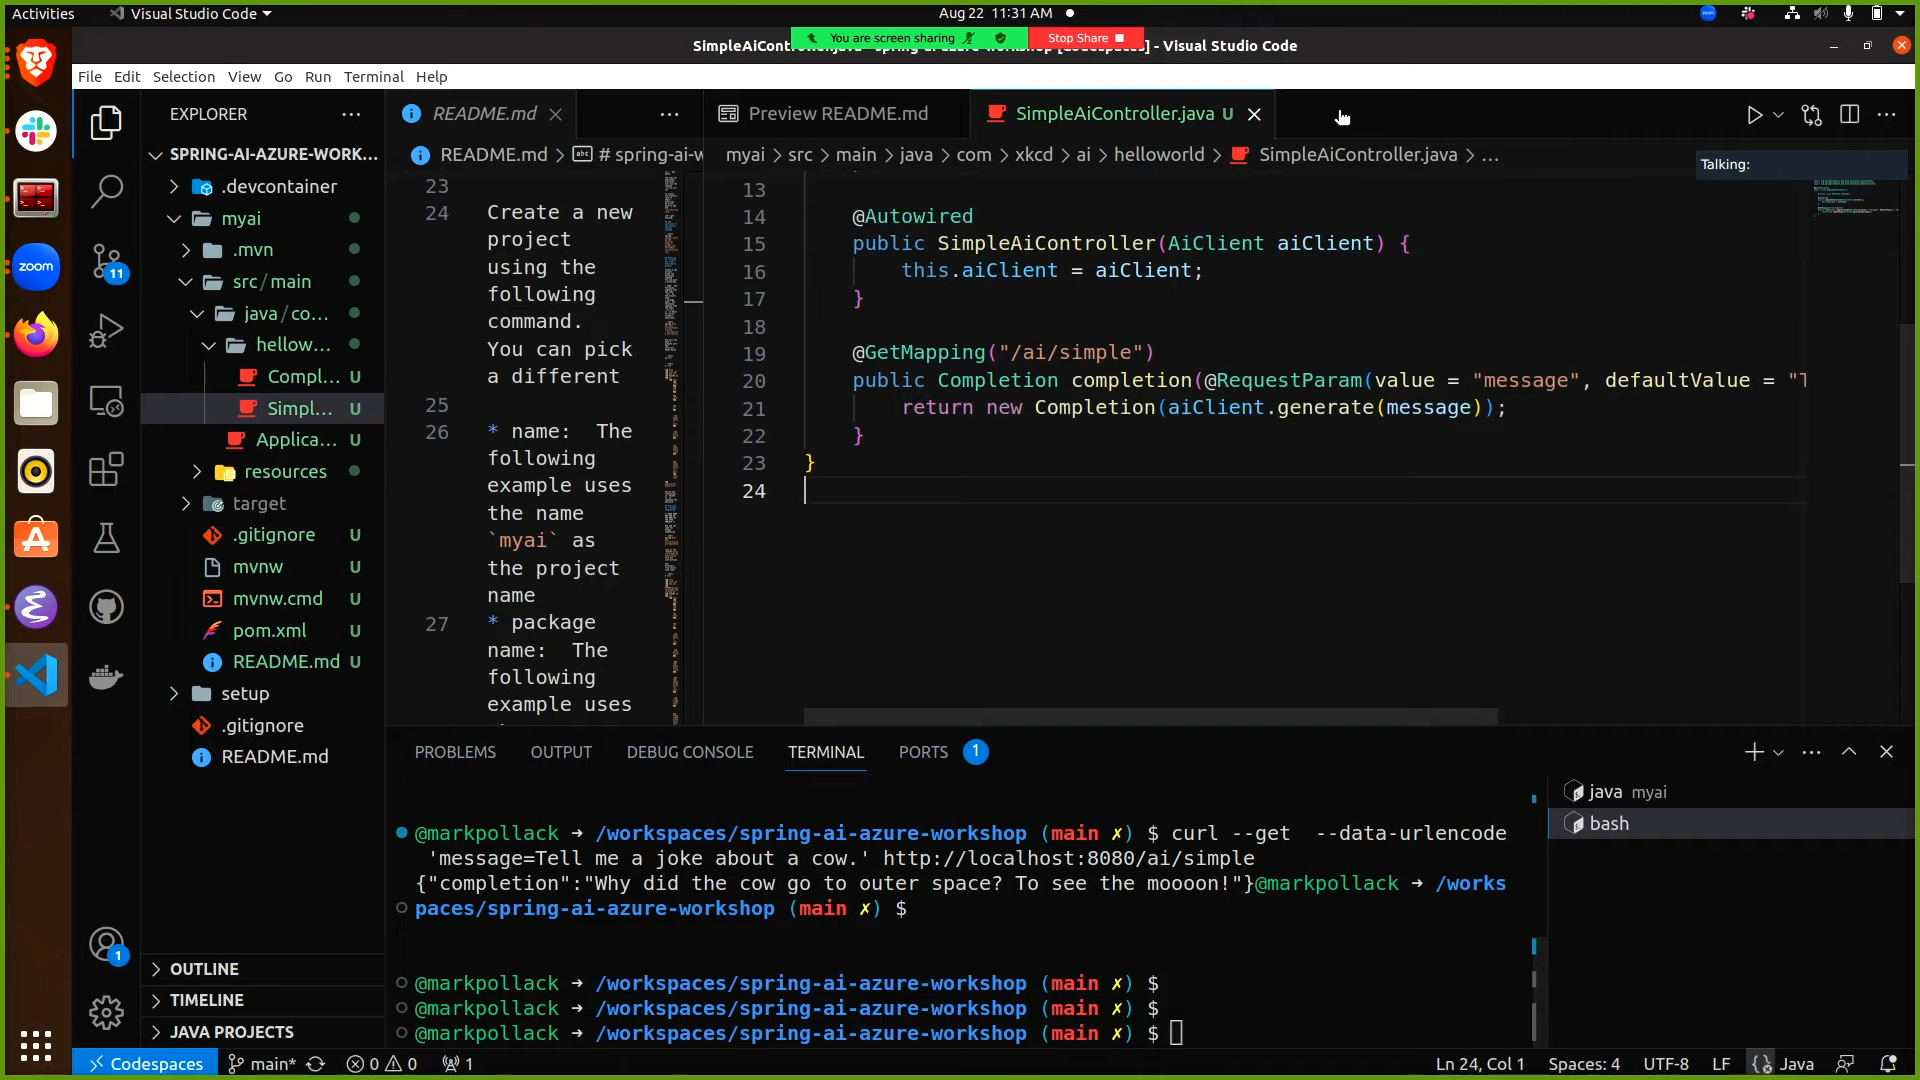 Activities
Visual Studio Code
Aug 22 11:31 AM
zoom
You are screen sharing
Stop Share
SimpleAiCon
] - Visual Studio Code
File Edit Selection View Go Run Terminal Help
EXPLORER
SPRING-AI-AZURE-WORK...
.devcontainer
myai
.mvn
src/main
java/co...
hellow...
Compl... U
Simpl... U
Applica... U
resources
target
.gitignore U
mvnw U
mvnw.cmd U
pom.xml U
README.md U
setup
.gitignore
README.md
OUTLINE
TIMELINE
JAVA PROJECTS
11
1
README.md
README.md > # spring-ai-w
23
24 Create a new
project
using the
following
command.
You can pick
a different
25
26 * name: The
following
example uses
the name
`myai` as
the project
name
27 * package
name: The
following
example uses
Preview README.md
SimpleAiController.java U
myai > src > main > java > com > xkcd > ai > helloworld > SimpleAiController.java > ...
Talking:
13
14 @Autowired
15 public SimpleAiController(AiClient aiClient) {
16 this.aiClient = aiClient;
17 }
18
19 @GetMapping("/ai/simple")
20 public Completion completion(@RequestParam(value = "message", defaultValue = "T
21 return new Completion(aiClient.generate(message));
22 }
23 }
24
PROBLEMS OUTPUT DEBUG CONSOLE TERMINAL PORTS 1
@markpollack ➜ /workspaces/spring-ai-azure-workshop (main ✗) $ curl --get --data-urlencode
'message=Tell me a joke about a cow.' http://localhost:8080/ai/simple
{"completion":"Why did the cow go to outer space? To see the moooon!"}@markpollack ➜ /works
paces/spring-ai-azure-workshop (main ✗) $
@markpollack ➜ /workspaces/spring-ai-azure-workshop (main ✗) $
@markpollack ➜ /workspaces/spring-ai-azure-workshop (main ✗) $
@markpollack ➜ /workspaces/spring-ai-azure-workshop (main ✗) $
java myai
bash
Codespaces
main*
0 0
1
Ln 24, Col 1
Spaces: 4
UTF-8
LF
Java